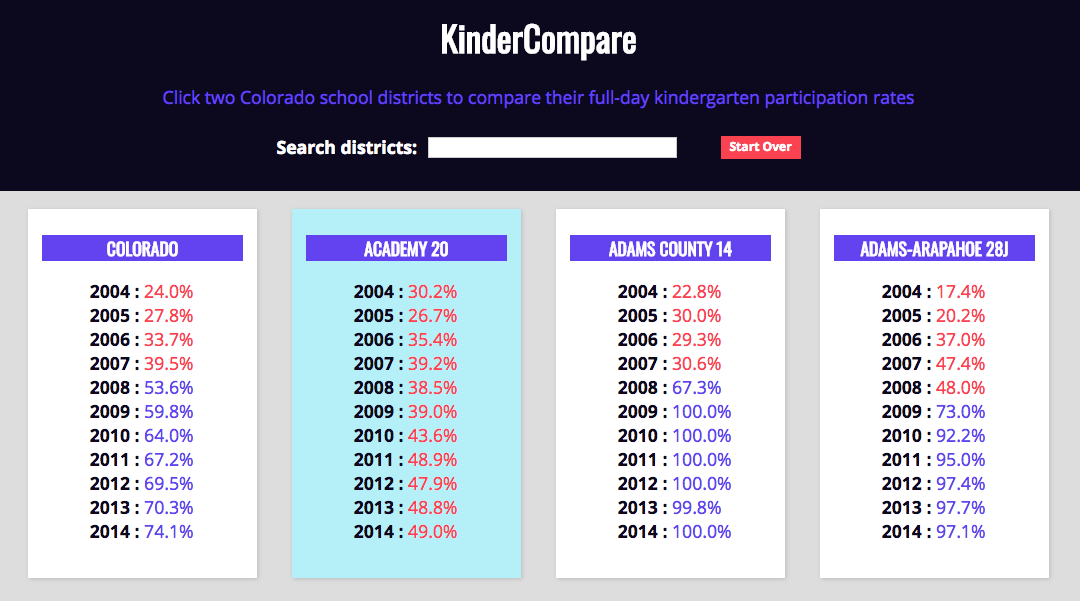 KinderCompare
Click two Colorado school districts to compare their full-day kindergarten participation rates
Search districts: Start Over
COLORADO
2004 : 24.0%
2005 : 27.8%
2006 : 33.7%
2007 : 39.5%
2008 : 53.6%
2009 : 59.8%
2010 : 64.0%
2011 : 67.2%
2012 : 69.5%
2013 : 70.3%
2014 : 74.1%
ACADEMY 20
2004 : 30.2%
2005 : 26.7%
2006 : 35.4%
2007 : 39.2%
2008 : 38.5%
2009 : 39.0%
2010 : 43.6%
2011 : 48.9%
2012 : 47.9%
2013 : 48.8%
2014 : 49.0%
ADAMS COUNTY 14
2004 : 22.8%
2005 : 30.0%
2006 : 29.3%
2007 : 30.6%
2008 : 67.3%
2009 : 100.0%
2010 : 100.0%
2011 : 100.0%
2012 : 100.0%
2013 : 99.8%
2014 : 100.0%
ADAMS-ARAPAHOE 28J
2004 : 17.4%
2005 : 20.2%
2006 : 37.0%
2007 : 47.4%
2008 : 48.0%
2009 : 73.0%
2010 : 92.2%
2011 : 95.0%
2012 : 97.4%
2013 : 97.7%
2014 : 97.1%